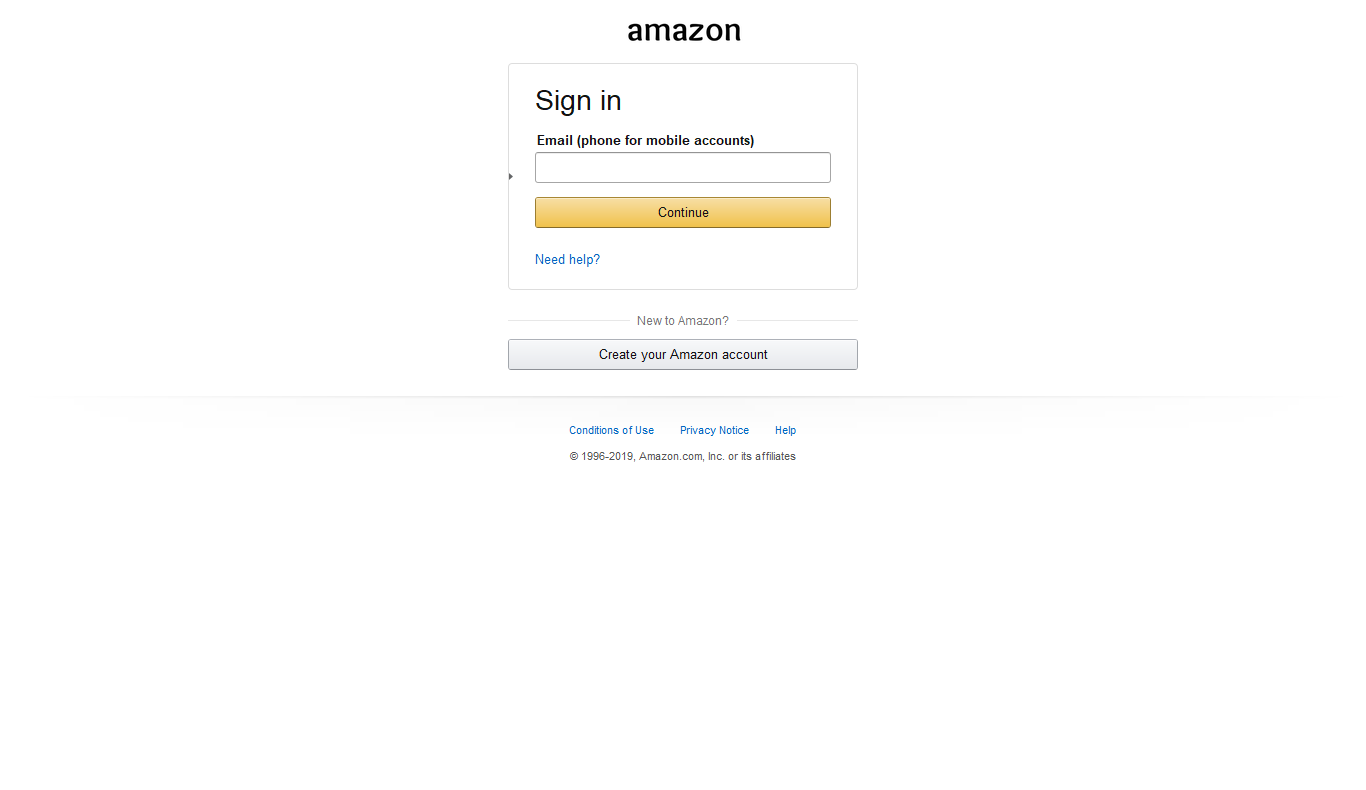 amazon
Sign in
Email (phone for mobile accounts)
Continue
Need help?
New to Amazon?
Create your Amazon account
Conditions of Use Privacy Notice Help
© 1996-2019, Amazon.com, Inc. or its affiliates